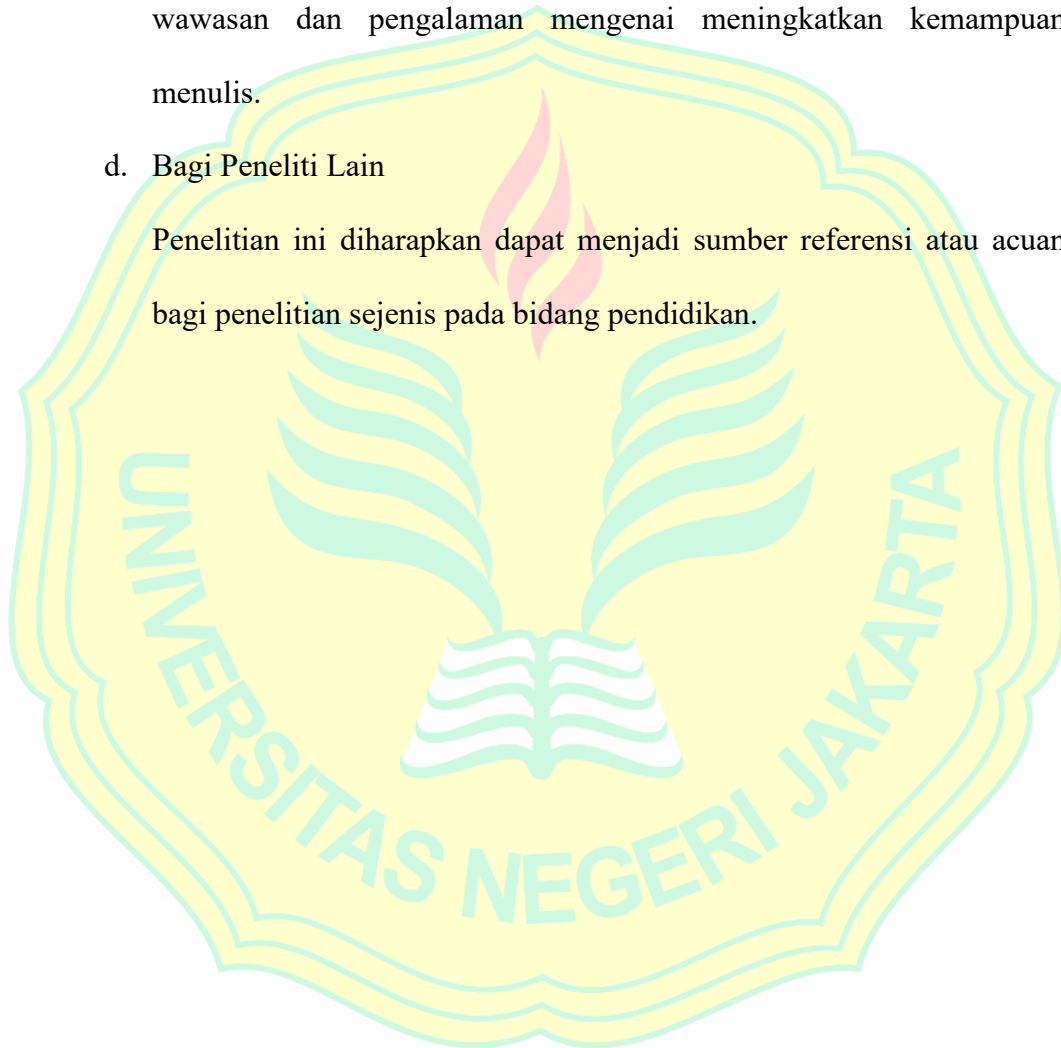 wawasan dan pengalaman mengenai meningkatkan kemampuan
menulis.
d. Bagi Peneliti Lain
Penelitian ini diharapkan dapat menjadi sumber referensi atau acuan
bagi penelitian sejenis pada bidang pendidikan.
UNIVERSITAS NEGERI JAKARTA